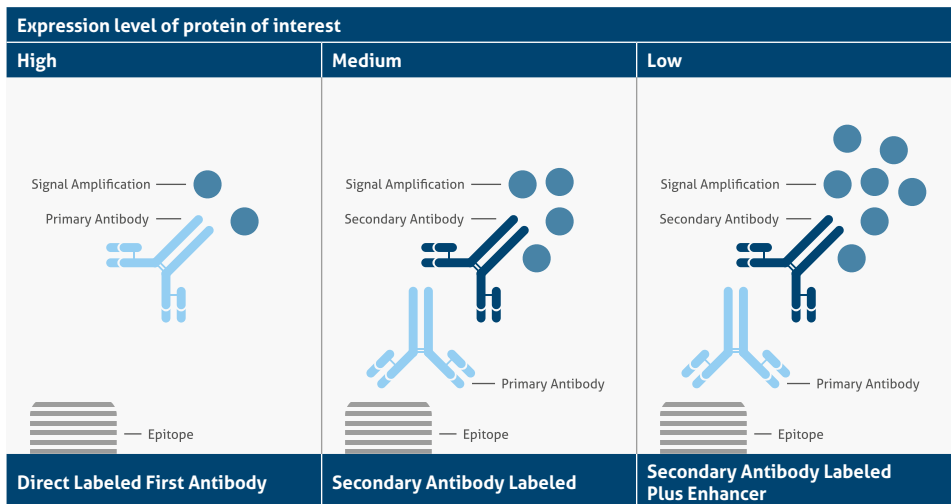 Expression level of protein of interest
High
Medium
Low
Signal Amplification
Primary Antibody
Epitope
Signal Amplification
Secondary Antibody
Primary Antibody
Epitope
Signal Amplification
Secondary Antibody
Primary Antibody
Epitope
Direct Labeled First Antibody
Secondary Antibody Labeled
Secondary Antibody Labeled
Plus Enhancer